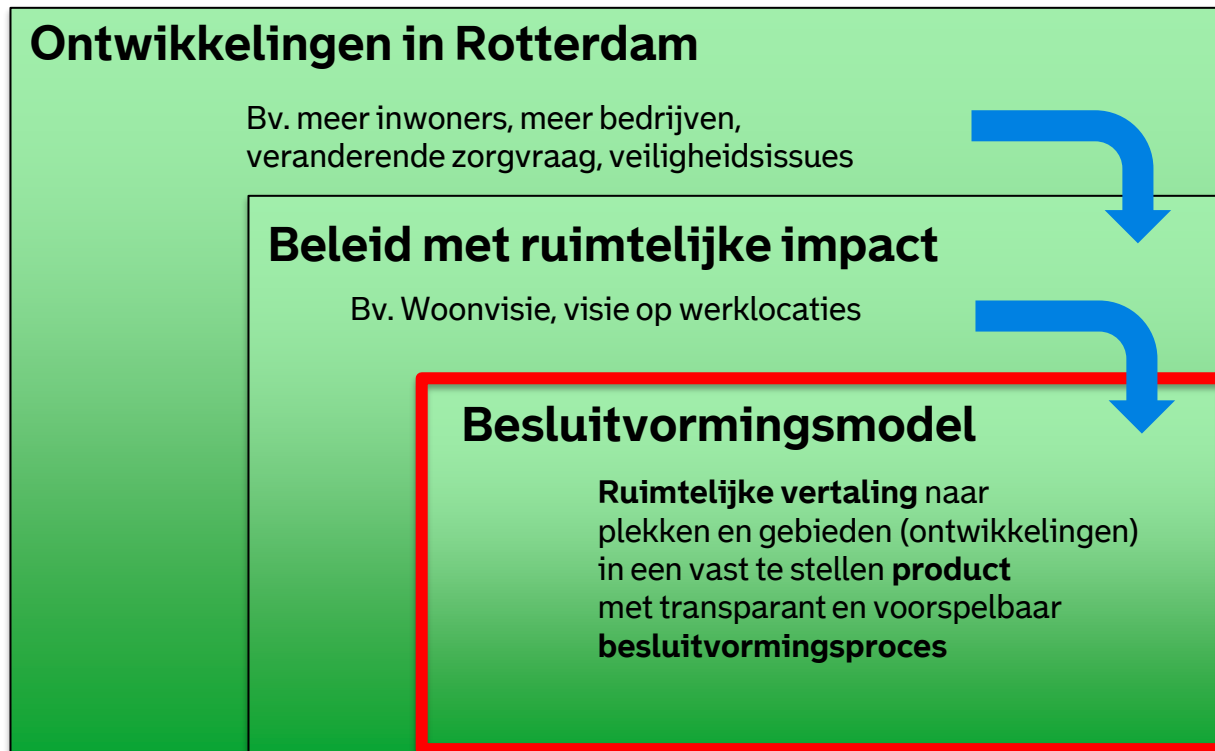 Ontwikkelingen in Rotterdam
Bv. meer inwoners, meer bedrijven,
veranderende zorgvraag, veiligheidsissues
Beleid met ruimtelijke impact
Bv. Woonvisie, visie op werklocaties
Besluitvormingsmodel
Ruimtelijke vertaling naar
plekken en gebieden (ontwikkelingen)
in een vast te stellen product
met transparant en voorspelbaar
besluitvormingsproces